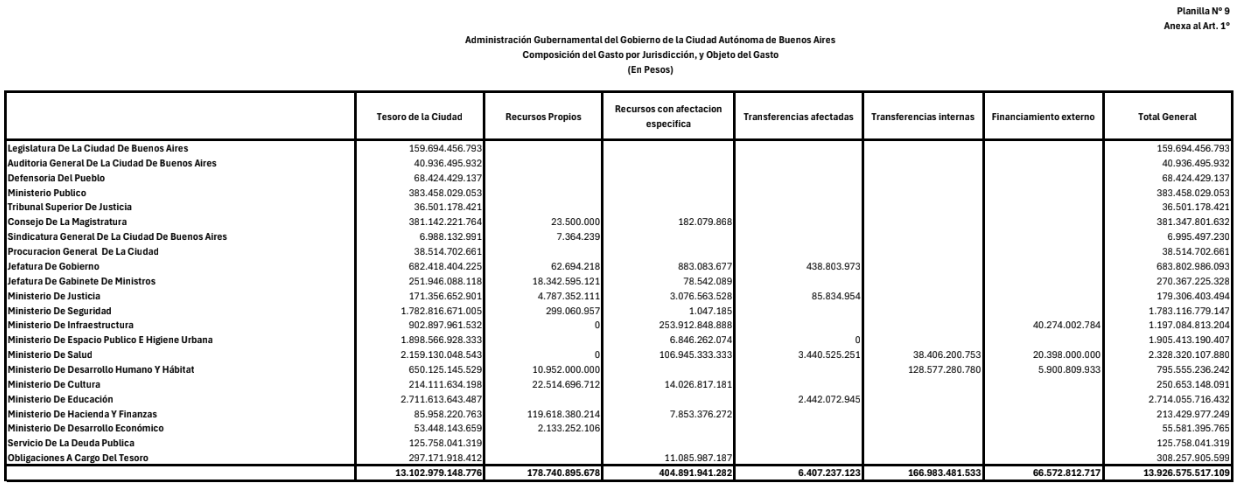 Planilla N° 9
Anexa al Art. 1°
Administración Gubernamental del Gobierno de la Ciudad Autónoma de Buenos Aires
Composición del Gasto por Jurisdicción, y Objeto del Gasto
(En Pesos)
Tesoro de la Ciudad Recursos Propios Recursos con afectacion especifica Transferencias afectadas Transferencias internas Financiamiento externo Total General
Legislatura De La Ciudad De Buenos Aires 159.694.456.793 159.694.456.793
Auditoria General De La Ciudad De Buenos Aires 40.936.495.932 40.936.495.932
Defensoria Del Pueblo 68.424.429.137 68.424.429.137
Ministerio Publico 383.458.029.053 383.458.029.053
Tribunal Superior De Justicia 36.501.178.421 36.501.178.421
Consejo De La Magistratura 381.142.221.764 23.500.000 182.079.868 381.347.801.632
Sindicatura General De La Ciudad De Buenos Aires 6.988.132.991 7.364.239 6.995.497.230
Procuracion General De La Ciudad 38.514.702.661 38.514.702.661
Jefatura De Gobierno 682.418.404.225 62.694.218 883.083.677 438.803.973 683.802.986.093
Jefatura De Gabinete De Ministros 251.946.088.118 18.342.595.121 78.542.089 270.367.225.328
Ministerio De Justicia 171.356.652.901 4.787.352.111 3.076.563.528 85.834.954 179.306.403.494
Ministerio De Seguridad 1.782.816.671.005 299.060.957 1.047.185 1.783.116.779.147
Ministerio De Infraestructura 902.897.961.532 0 253.912.848.888 40.274.002.784 1.197.084.813.204
Ministerio De Espacio Publico E Higiene Urbana 1.898.566.928.333 6.846.262.074 0 1.905.413.190.407
Ministerio De Salud 2.159.130.048.543 0 106.945.333.333 3.440.525.251 38.406.200.753 20.398.000.000 2.328.320.107.880
Ministerio De Desarrollo Humano Y Hábitat 650.125.145.529 10.952.000.000 128.577.280.780 5.900.809.933 795.555.236.242
Ministerio De Cultura 214.111.634.198 22.514.696.712 14.026.817.181 250.653.148.091
Ministerio De Educación 2.711.613.643.487 2.442.072.945 2.714.055.716.432
Ministerio De Hacienda Y Finanzas 85.958.220.763 119.618.380.214 7.853.376.272 213.429.977.249
Ministerio De Desarrollo Económico 53.448.143.659 2.133.252.106 55.581.395.765
Servicio De La Deuda Publica 125.758.041.319 125.758.041.319
Obligaciones A Cargo Del Tesoro 297.171.918.412 11.085.987.187 308.257.905.599
13.102.979.148.776 178.740.895.678 404.891.941.282 6.407.237.123 166.983.481.533 66.572.812.717 13.926.575.517.109